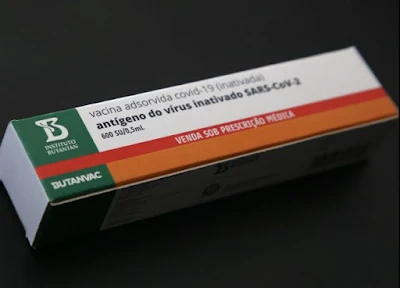 vacina adsorvida covid-19 (inativada)
antígeno do vírus inativado SARS-CoV-2
600 SU/0,5mL
INSTITUTO
BUTANTAN
VENDA SOB PRESCRIÇÃO MÉDICA
BUTANVAC